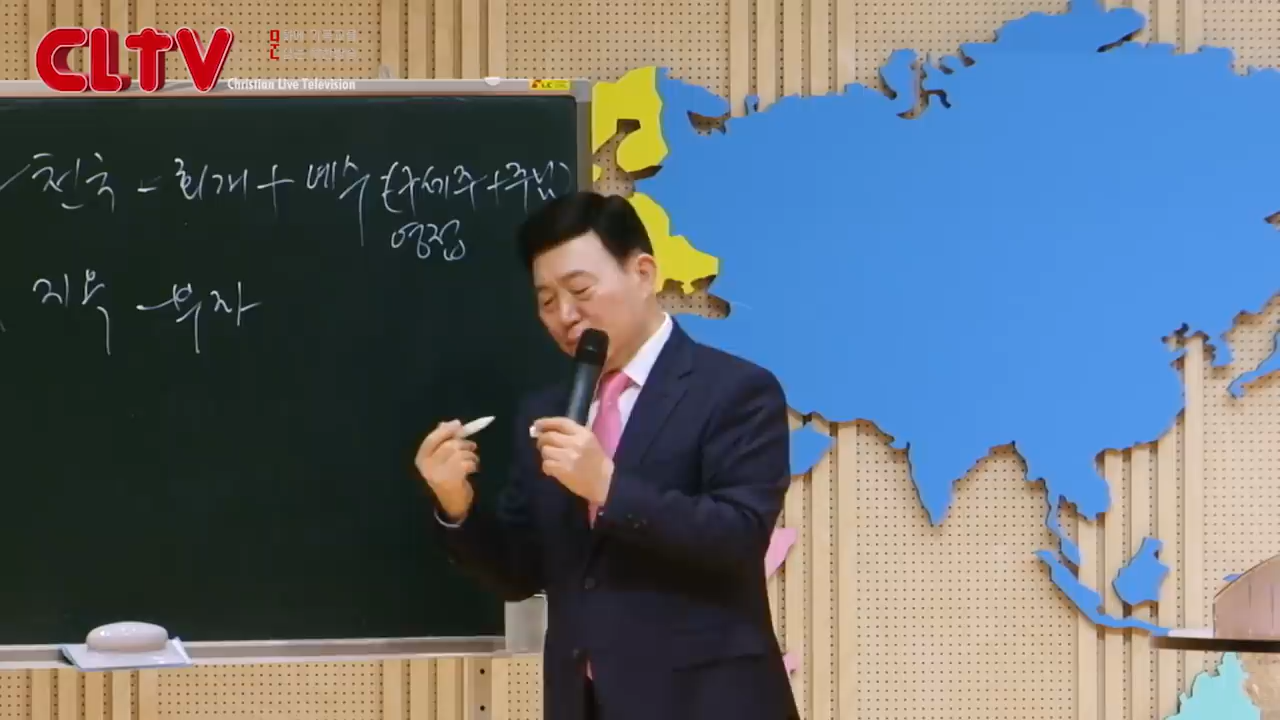 CLTV
Christian Live Television
천국 - 회개 + 예수 (구세주 + 주님)
영접
지옥 - 부자